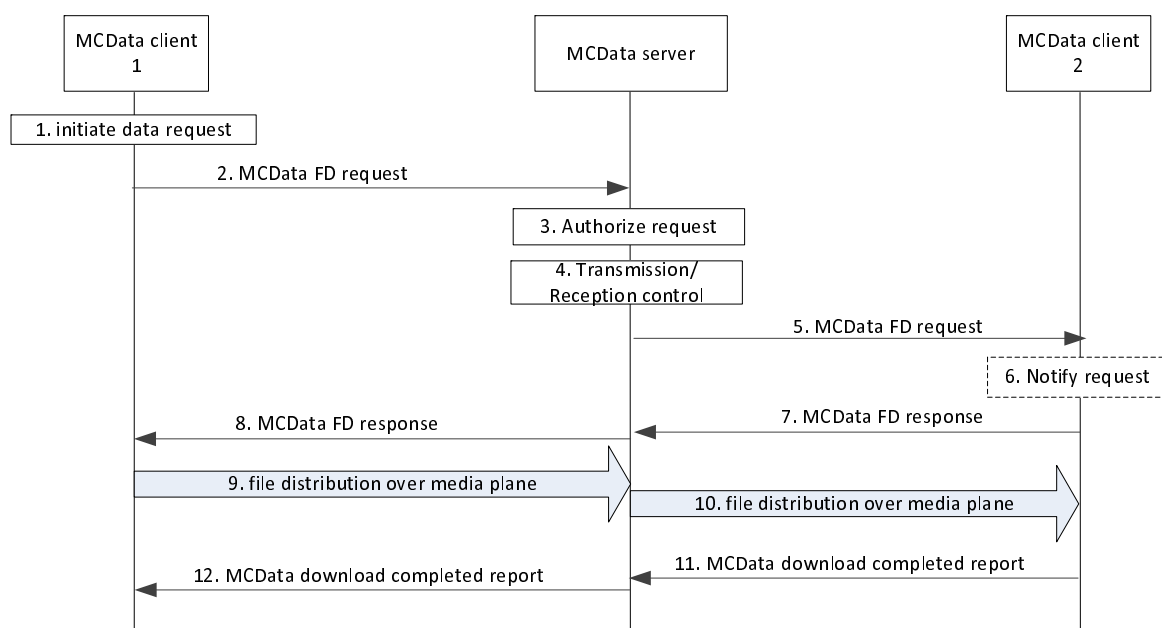 MCData client
1
MCData server
MCData client
2
1. initiate data request
2. MCData FD request
3. Authorize request
4. Transmission/
Reception control
5. MCData FD request
6. Notify request
7. MCData FD response
8. MCData FD response
9. file distribution over media plane
10. file distribution over media plane
11. MCData download completed report
12. MCData download completed report